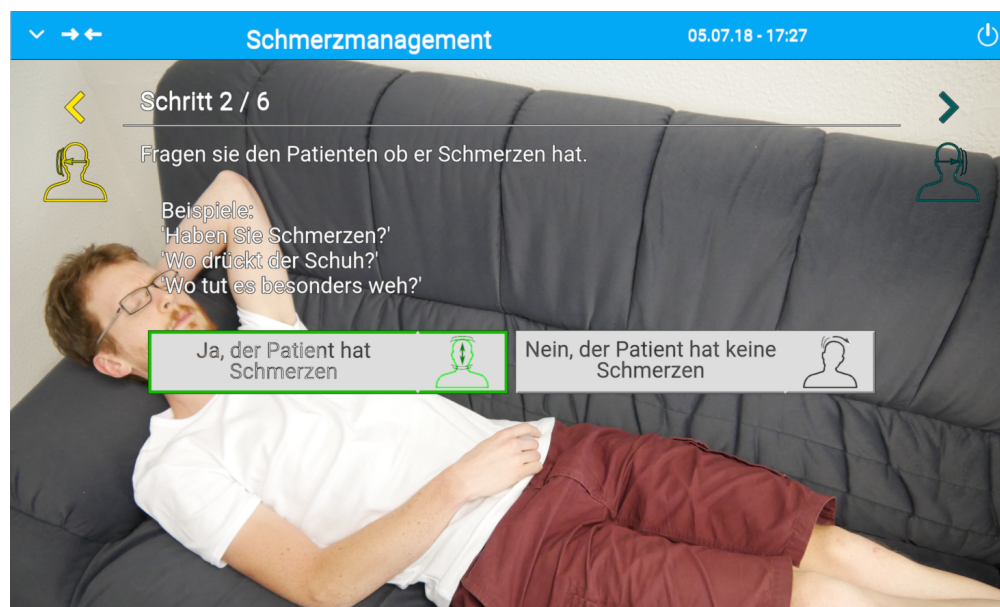 Schmerzmanagement
05.07.18 - 17:27
Schritt 2 / 6
Fragen sie den Patienten ob er Schmerzen hat.
Beispiele:
'Haben Sie Schmerzen?'
'Wo drückt der Schuh?'
'Wo tut es besonders weh?'
Ja, der Patient hat
Schmerzen
Nein, der Patient hat keine
Schmerzen